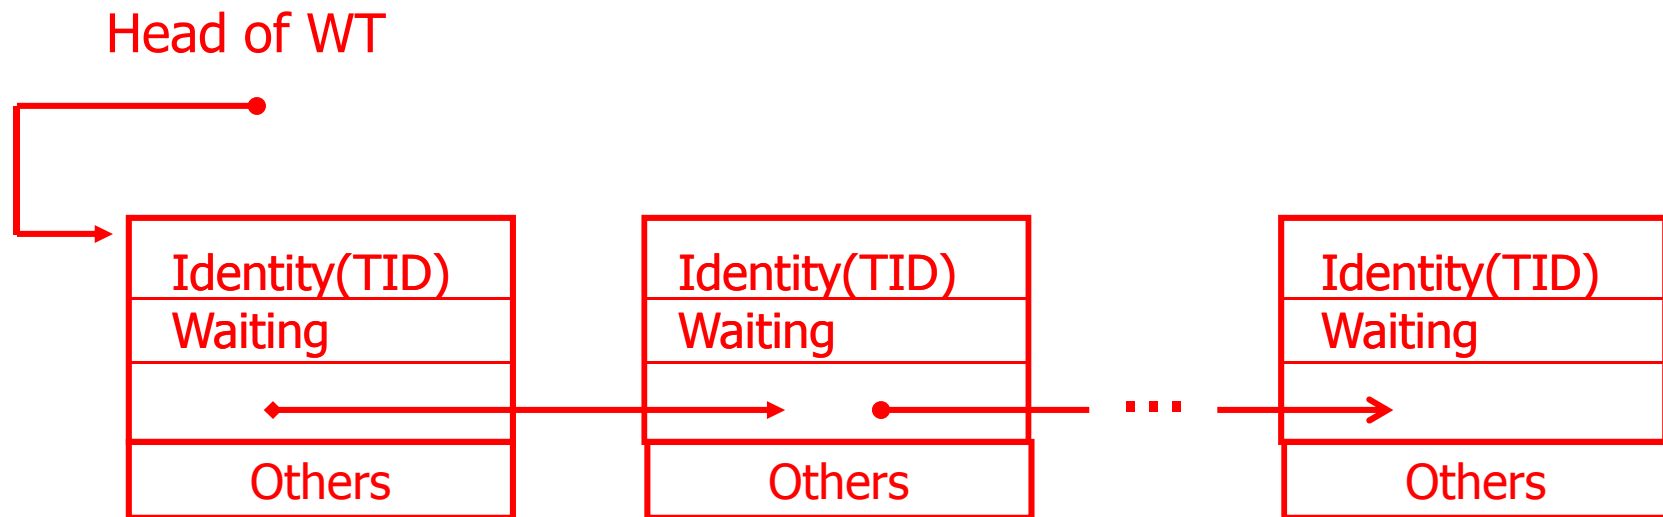 Head of WT
Identity(TID) Identity(TID) Identity(TID)
Waiting Waiting Waiting
...
Others Others Others